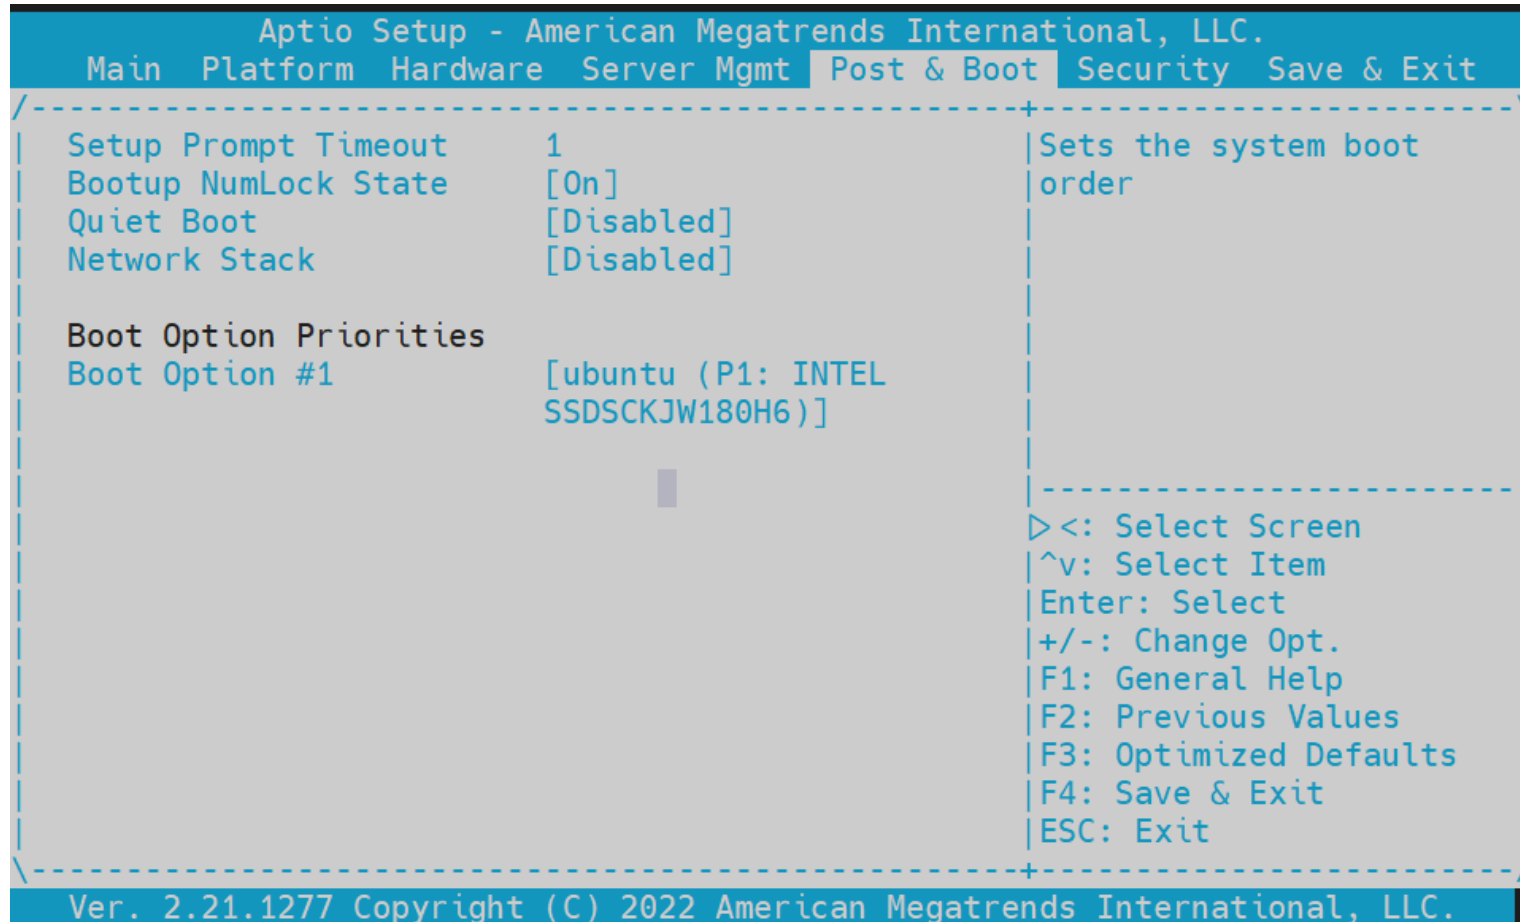 Aptio Setup - American Megatrends International, LLC.
Main Platform Hardware Server Mgmt Post & Boot Security Save & Exit
Setup Prompt Timeout 1
Bootup NumLock State [On]
Quiet Boot [Disabled]
Network Stack [Disabled]
Boot Option Priorities
Boot Option #1 [ubuntu (P1: INTEL
SSDSCKJW180H6)]
Sets the system boot
order
><: Select Screen
^v: Select Item
Enter: Select
+/-: Change Opt.
F1: General Help
F2: Previous Values
F3: Optimized Defaults
F4: Save & Exit
ESC: Exit
Ver. 2.21.1277 Copyright (C) 2022 American Megatrends International, LLC.